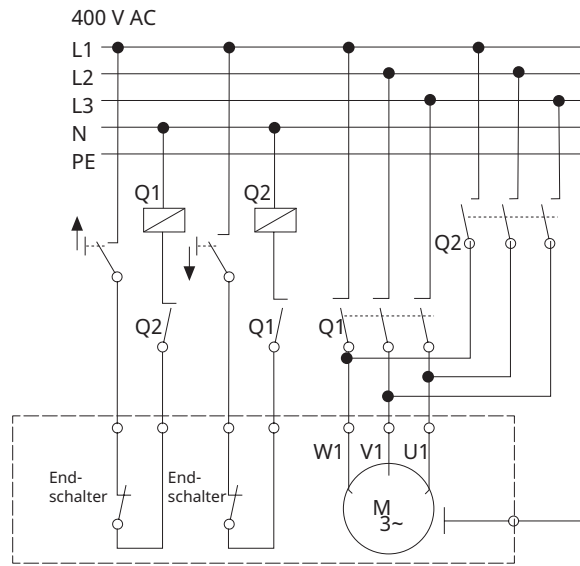 400 V AC
L1
L2
L3
N
PE
Q1
Q2
Q2
Q2
Q1
Q1
W1
V1
U1
End-
schalter
End-
schalter
M
3~